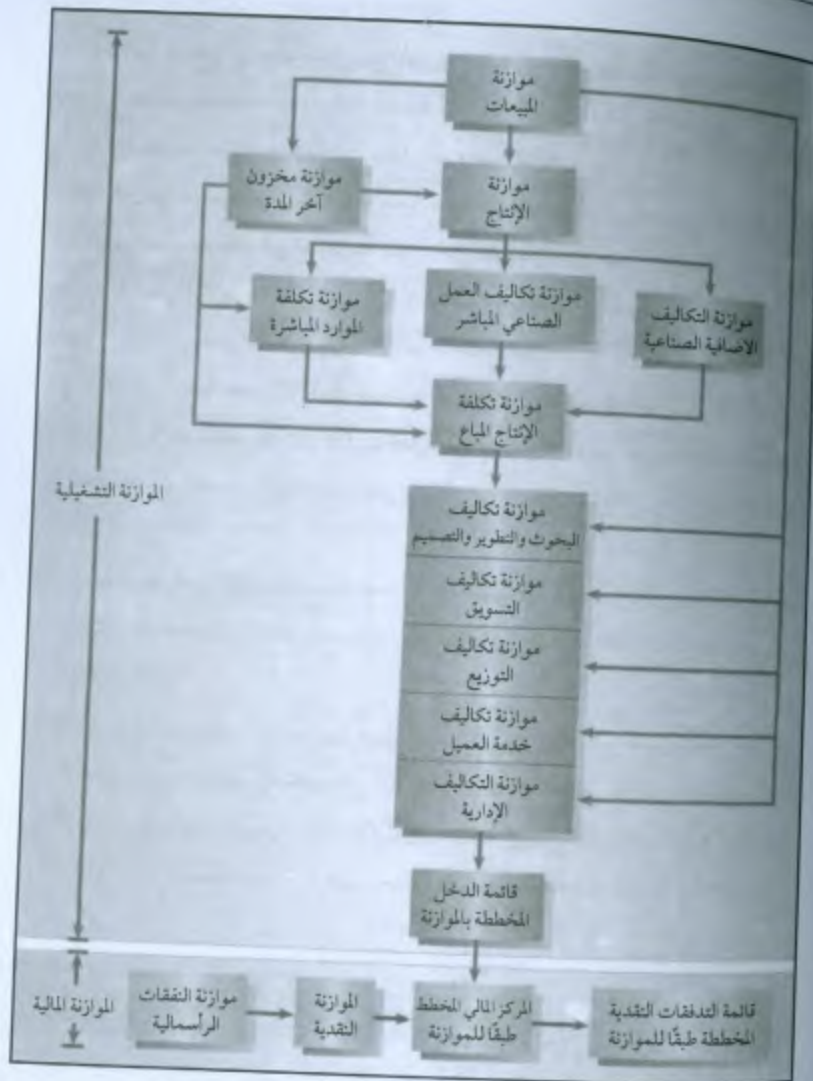 موازنة
المبيعات
موازنة مخزون
آخر المدة
موازنة
الإنتاج
موازنة تكلفة
الموارد المباشرة
موازنة تكاليف العمل
الصناعي المباشر
موازنة التكاليف
الاضافية الصناعية
موازنة تكلفة
الإنتاج المباع
الموازنة التشغيلية
موازنة تكاليف
البحوث والتطوير والتصميم
موازنة تكاليف
التسويق
موازنة تكاليف
التوزيع
موازنة تكاليف
خدمة العميل
موازنة التكاليف
الإدارية
قائمة الدخل
المخططة بالموازنة
الموازنة المالية
موازنة النفقات
الرأسمالية
الموازنة
النقدية
المركز المالي المخطط
طبقًا للموازنة
قائمة التدفقات النقدية
المخططة طبقًا للموازنة